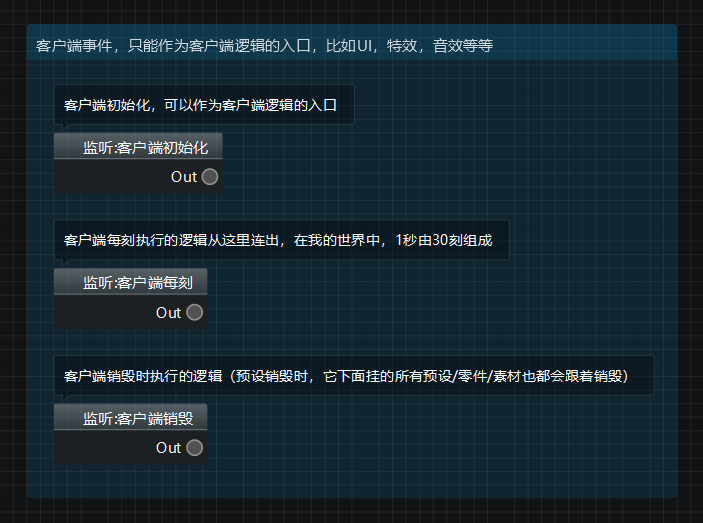 客户端事件，只能作为客户端逻辑的入口，比如UI，特效，音效等等
客户端初始化，可以作为客户端逻辑的入口
监听:客户端初始化
Out
客户端每刻执行的逻辑从这里连出，在我的世界中，1秒由30刻组成
监听:客户端每刻
Out
客户端销毁时执行的逻辑（预设销毁时，它下面挂的所有预设/零件/素材也都会跟着销毁）
监听:客户端销毁
Out